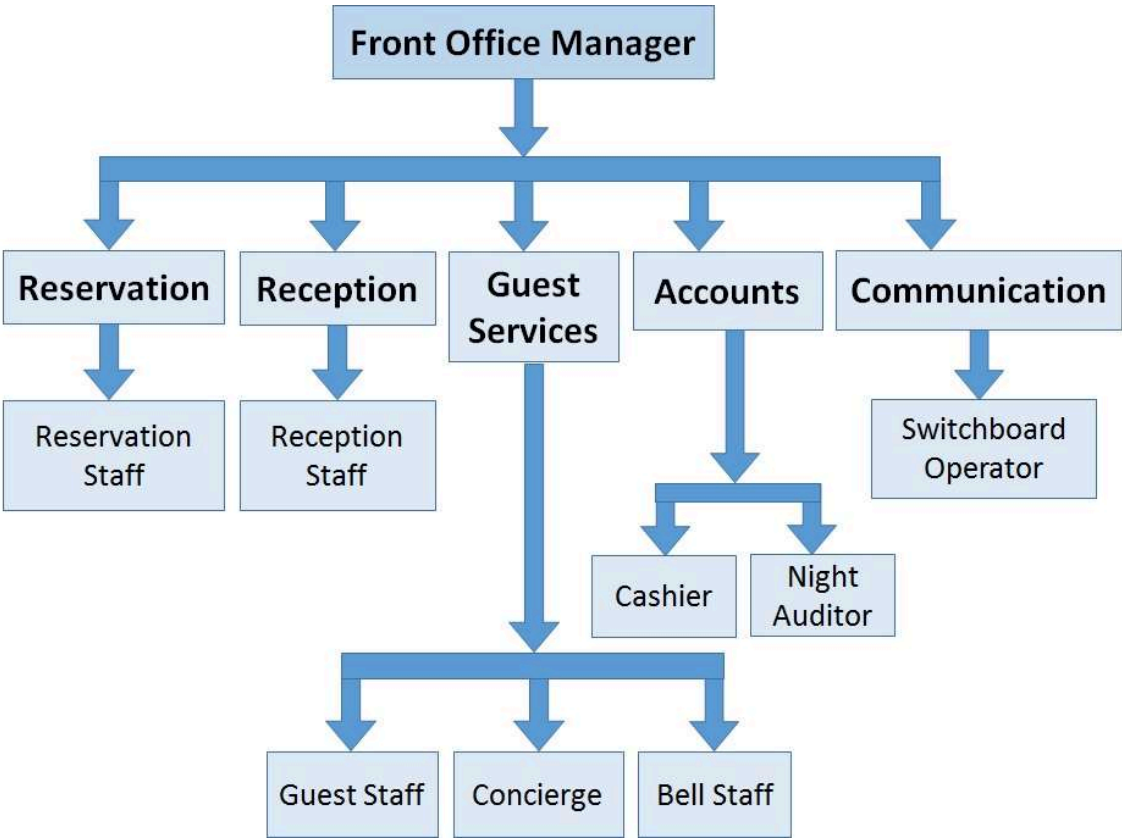 Front Office Manager
Reservation
Reception
Guest
Services
Accounts
Communication
Reservation
Staff
Reception
Staff
Switchboard
Operator
Cashier
Night
Auditor
Guest Staff
Concierge
Bell Staff